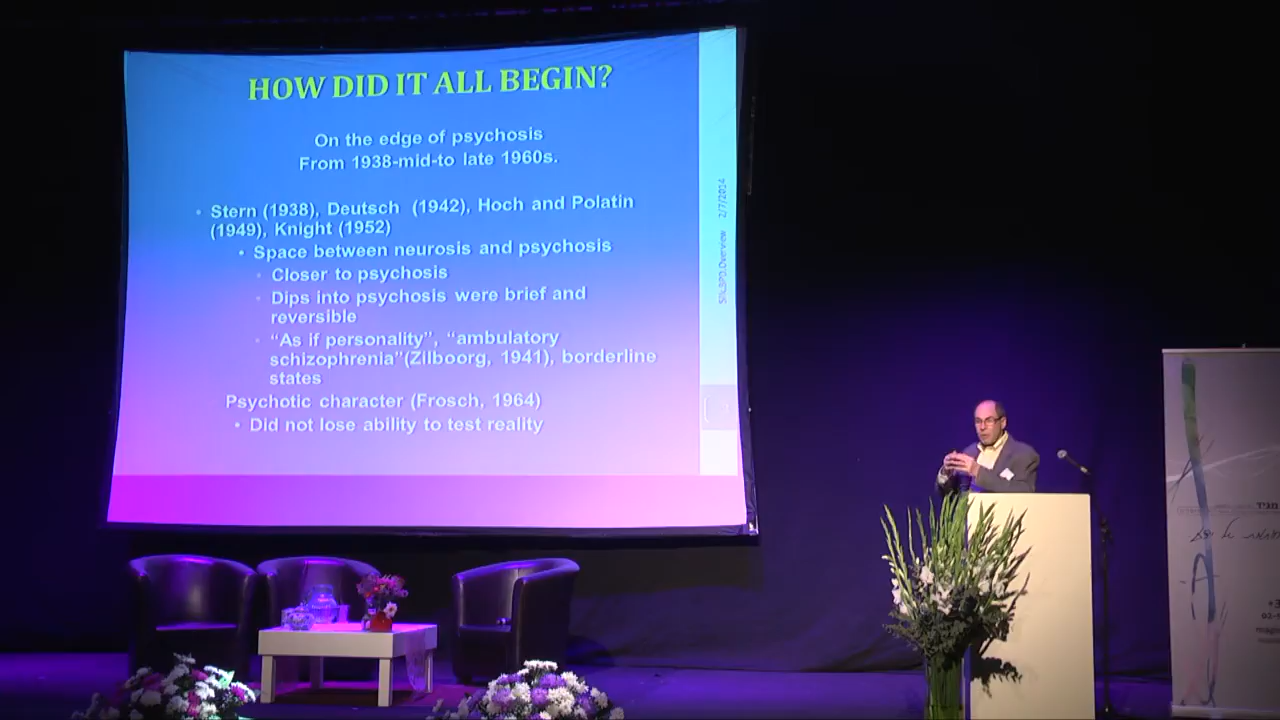 HOW DID IT ALL BEGIN?
On the edge of psychosis
From 1938-mid-to late 1960s.
• Stern (1938), Deutsch (1942), Hoch and Polatin
(1949), Knight (1952)
• Space between neurosis and psychosis
• Closer to psychosis
• Dips into psychosis were brief and
reversible
• “As if personality”, “ambulatory
schizophrenia”(Zilboorg, 1941), borderline
states
Psychotic character (Frosch, 1964)
• Did not lose ability to test reality
Overview 2/7/2014
מגיד